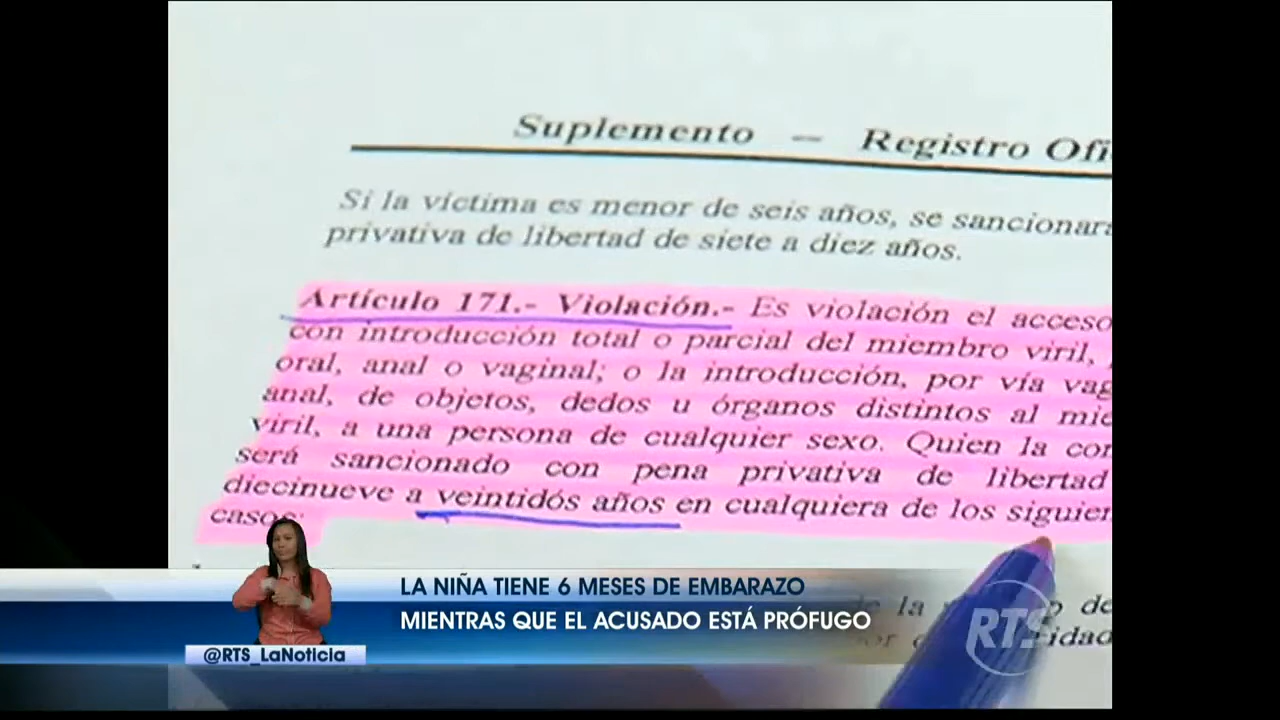 Suplemento — Registro
Si la víctima es menor de seis años, se
privativa de libertad de siete a diez años.
Artículo 171.- Violación.- Es violación el acceso
con introducción total o parcial del miembro viril,
oral, anal o vaginal; o la introducción, por vía
anal, de objetos, dedos u órganos distintos al
viril, a una persona de cualquier sexo. Quien la
será sancionado con pena privativa de libertad
diecinueve a veintidós años en cualquiera de los
casos:
LA NIÑA TIENE 6 MESES DE EMBARAZO
MIENTRAS QUE EL ACUSADO ESTÁ PRÓFUGO
de la
RTS
@RTS_LaNoticia